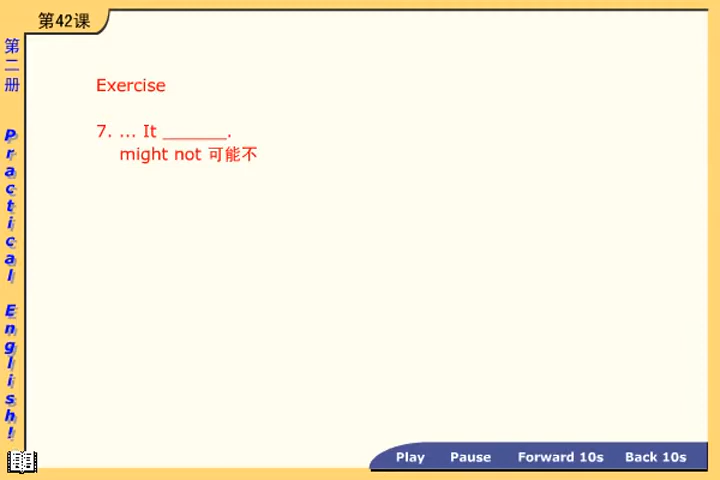 第42课
第二册
Practical English!
Exercise
7. ... It _______.
might not 可能不
Play Pause Forward 10s Back 10s